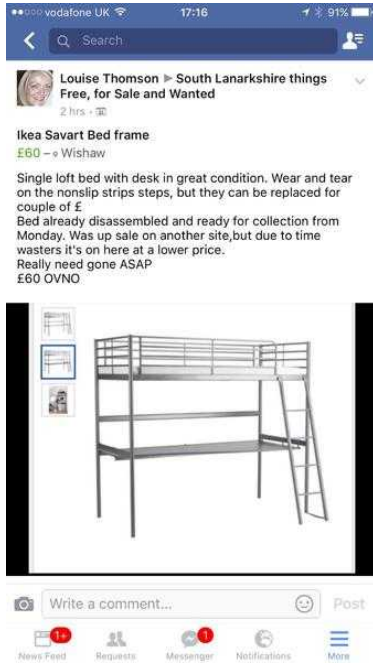 vodafone UK 17:16 91%
Search
Louise Thomson ▶ South Lanarkshire things
Free, for Sale and Wanted
2 hrs
Ikea Savart Bed frame
£60 – Wishaw
Single loft bed with desk in great condition. Wear and tear
on the nonslip strips steps, but they can be replaced for
couple of £
Bed already disassembled and ready for collection from
Monday. Was up sale on another site,but due to time
wasters it's on here at a lower price.
Really need gone ASAP
£60 OVNO
Write a comment... Post
1+ 1
News Feed Requests Messenger Notifications More